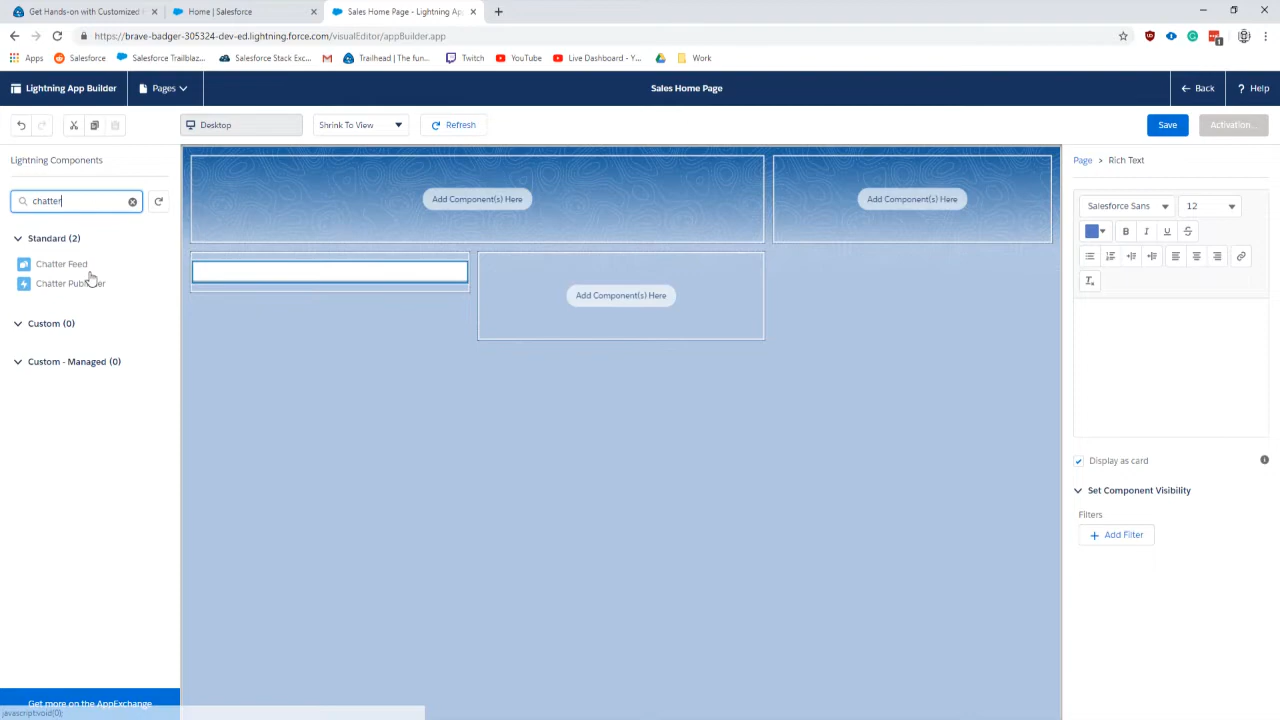 Get Hands-on with Customized
Home | Salesforce
Sales Home Page - Lightning Ap
https://brave-badger-305324-dev-ed.lightning.force.com/visualEditor/appBuilder.app
Apps
Salesforce
Salesforce Trailblaz...
Salesforce Stack Exc...
Trailhead | The fun...
Twitch
YouTube
Live Dashboard - Y...
Work
Lightning App Builder
Pages
Sales Home Page
Back
? Help
Desktop
Shrink To View
Refresh
Save
Activation...
Lightning Components
chatter
Standard (2)
Chatter Feed
Chatter
Custom (0)
Custom - Managed (0)
Get more on the AppExchange
javascript:void(0);
Add Component(s) Here
Add Component(s) Here
Add Component(s) Here
Page > Rich Text
Salesforce Sans
12
B I U S
Display as card
Set Component Visibility
Filters
+ Add Filter